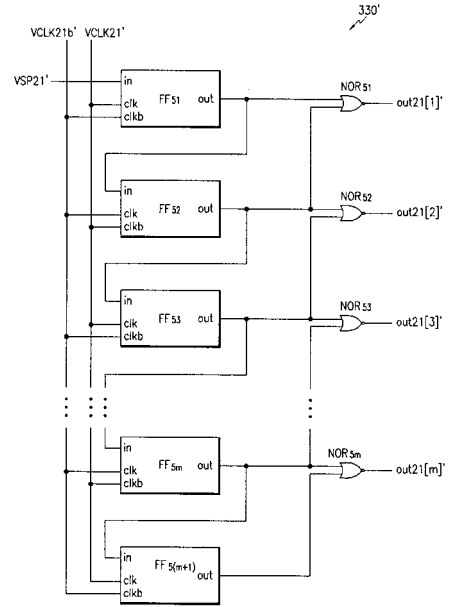 330'
VCLK21b' VCLK21'
VSP21'
in
clk
clkb
FF51
out
NOR51
out21[1]'
in
clk
clkb
FF52
out
NOR52
out21[2]'
in
clk
clkb
FF53
out
NOR53
out21[3]'
in
clk
clkb
FF5m
out
NOR5m
out21[m]'
in
clk
clkb
FF5(m+1)
out